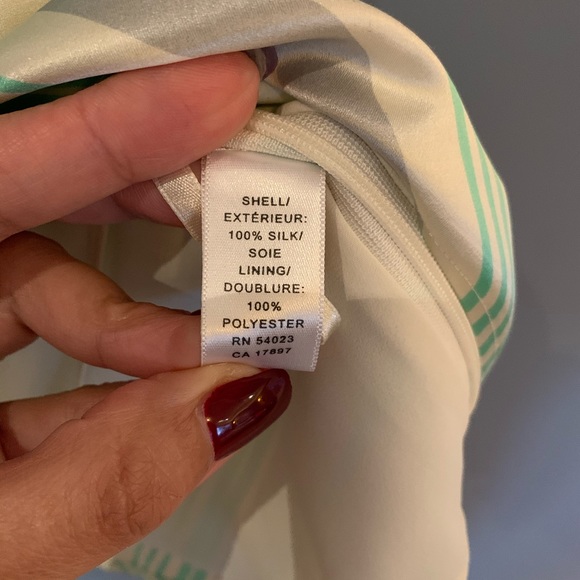 SHELL/
EXTÉRIEUR:
100% SILK/
SOIE
LINING/
DOUBLURE:
100%
POLYESTER
RN 54023
CA 17897